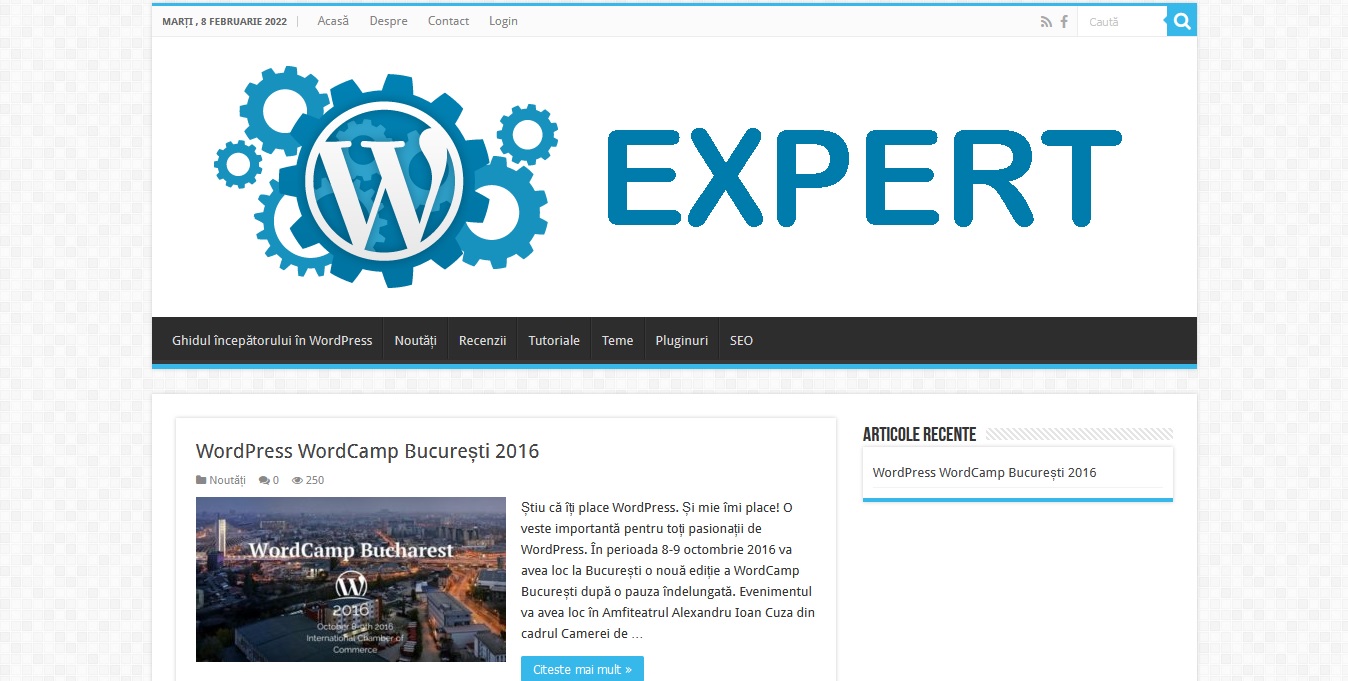 MARȚI , 8 FEBRUARIE 2022 Acasă Despre Contact Login Caută
W EXPERT
Ghidul începătorului în WordPress Noutăți Recenzii Tutoriale Teme Pluginuri SEO
WordPress WordCamp București 2016
Noutăți 0 250
WordCamp Bucharest
2016
October 8-9th 2016
International Chamber of
Commerce
Știu că îți place WordPress. Și mie îmi place! O
veste importantă pentru toți pasionații de
WordPress. În perioada 8-9 octombrie 2016 va
avea loc la București o nouă ediție a WordCamp
București după o pauza îndelungată. Evenimentul
va avea loc în Amfiteatrul Alexandru Ioan Cuza din
cadrul Camerei de …
Citeste mai mult »
ARTICOLE RECENTE
WordPress WordCamp București 2016